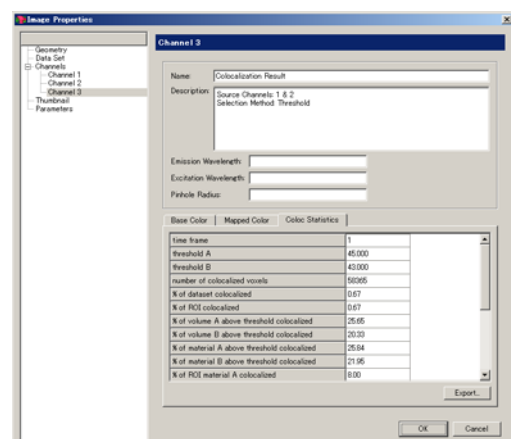 Image Properties
Geometry
Data Set
Channels
Channel 1
Channel 2
Channel 3
Thumbnail
Parameters
Channel 3
Name: Colocalization Result
Description: Source Channels: 1 & 2
Selection Method: Threshold
Emission Wavelength:
Excitation Wavelength:
Pinhole Radius:
Base Color Mapped Color Coloc Statistics
time frame 1
threshold A 45.000
threshold B 43.000
number of colocalized voxels 58365
% of dataset colocalized 0.67
% of ROI colocalized 0.67
% of volume A above threshold colocalized 25.65
% of volume B above threshold colocalized 20.33
% of material A above threshold colocalized 25.84
% of material B above threshold colocalized 21.95
% of ROI material A colocalized 8.00
Export..
OK Cancel